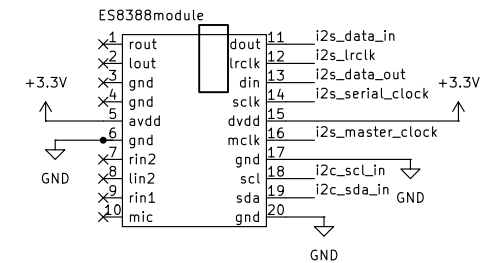 ES8388module
1 rout dout 11 i2s_data_in
2 lout lrclk 12 i2s_lrclk
3 gnd din 13 i2s_data_out
4 gnd sclk 14 i2s_serial_clock
+3.3V 5 avdd dvdd 15 +3.3V
6 gnd mclk 16 i2s_master_clock
GND 7 rin2 gnd 17 GND
8 lin2 scl 18 i2c_scl_in
9 rin1 sda 19 i2c_sda_in
10 mic gnd 20
GND